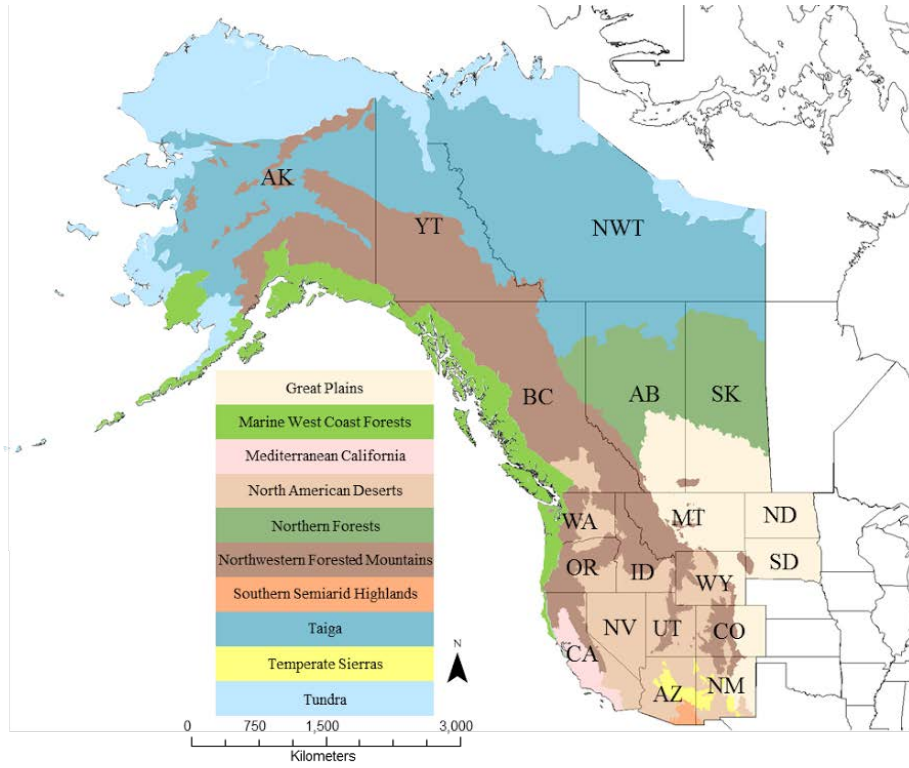 AK
YT
NWT
BC
AB
SK
Great Plains
Marine West Coast Forests
Mediterranean California
North American Deserts
Northern Forests
Northwestern Forested Mountains
Southern Semiarid Highlands
Taiga
Temperate Sierras
Tundra
WA
MT
ND
OR
ID
WY
SD
NV
UT
CO
CA
AZ
NM
N
0 750 1,500 3,000
Kilometers